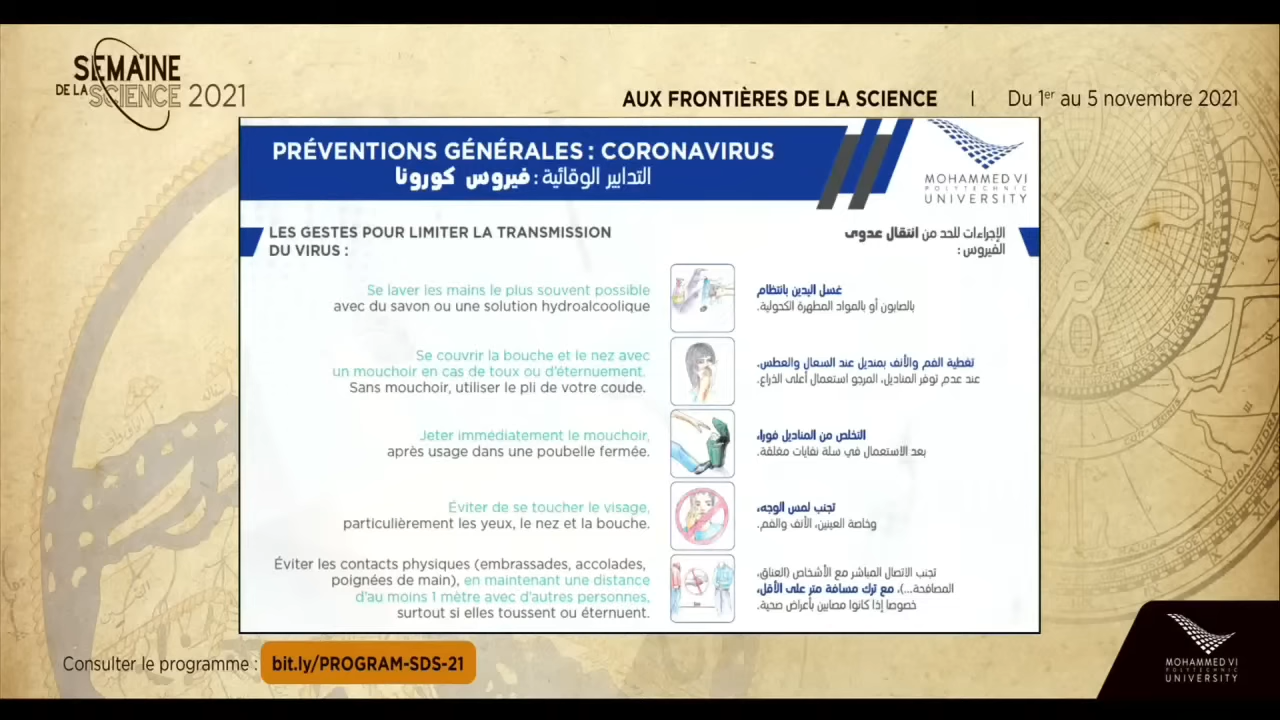 SEMAINE
DE LA SCIENCE 2021
AUX FRONTIÈRES DE LA SCIENCE | Du 1er au 5 novembre 2021
PRÉVENTIONS GÉNÉRALES : CORONAVIRUS
التدابير الوقائية : فيروس كورونا
MOHAMMED VI
POLYTECHNIC
UNIVERSITY
LES GESTES POUR LIMITER LA TRANSMISSION
DU VIRUS :
الإجراءات للحد من انتقال عدوى
الفيروس :
Se laver les mains le plus souvent possible
avec du savon ou une solution hydroalcoolique
غسل اليدين بانتظام
بالصابون أو بالمواد المطهرة الكحولية.
Se couvrir la bouche et le nez avec
un mouchoir en cas de toux ou d'éternuement.
Sans mouchoir, utiliser le pli de votre coude.
تغطية الفم والأنف بمنديل عند السعال والعطس.
عند عدم توفر المناديل، المرجو استعمال أعلى الذراع.
Jeter immédiatement le mouchoir,
après usage dans une poubelle fermée.
التخلص من المناديل فورا،
بعد الاستعمال في سلة نفايات مغلقة.
Éviter de se toucher le visage,
particulièrement les yeux, le nez et la bouche.
تجنب لمس الوجه،
وخاصة العينين، الأنف والفم.
Éviter les contacts physiques (embrassades, accolades,
poignées de main), en maintenant une distance
d'au moins 1 mètre avec d'autres personnes,
surtout si elles toussent ou éternuent.
تجنب الاتصال المباشر مع الأشخاص (العناق،
المصافحة...)، مع ترك مسافة متر على الأقل،
خصوصا إذا كانوا مصابين بأعراض صحية.
Consulter le programme : bit.ly/PROGRAM-SDS-21
MOHAMMED VI
POLYTECHNIC
UNIVERSITY